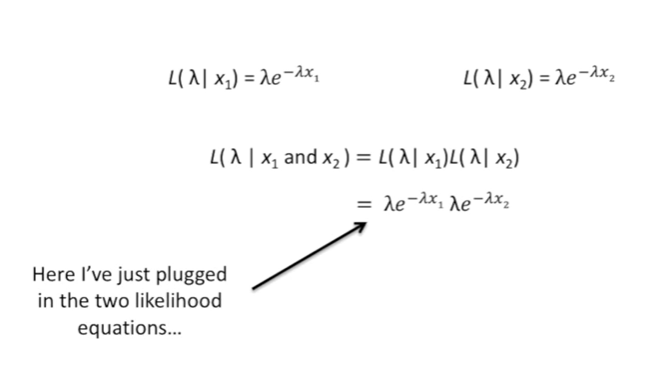 L( λ| x₁) = λe⁻ᵡˣ₁ L( λ| x₂) = λe^−λx₂
L( λ | x₁ and x₂ ) = L( λ| x₁)L( λ| x₂)
= λe^−λx₁ λe^−λx₂
Here I’ve just plugged
in the two likelihood
equations...